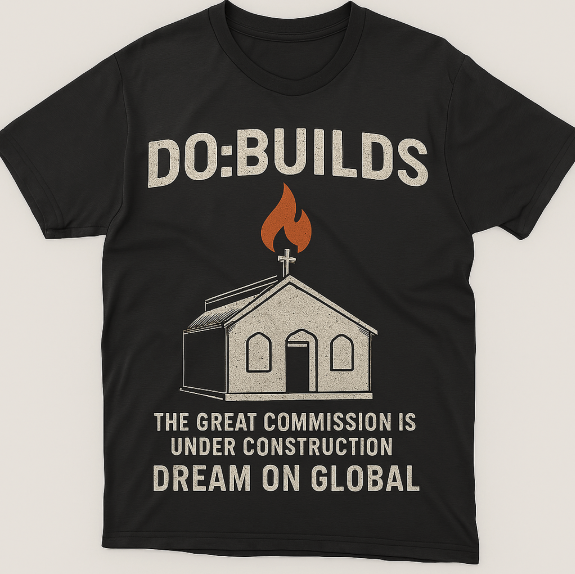 DO:BUILDS
THE GREAT COMMISSION IS
UNDER CONSTRUCTION
DREAM ON GLOBAL